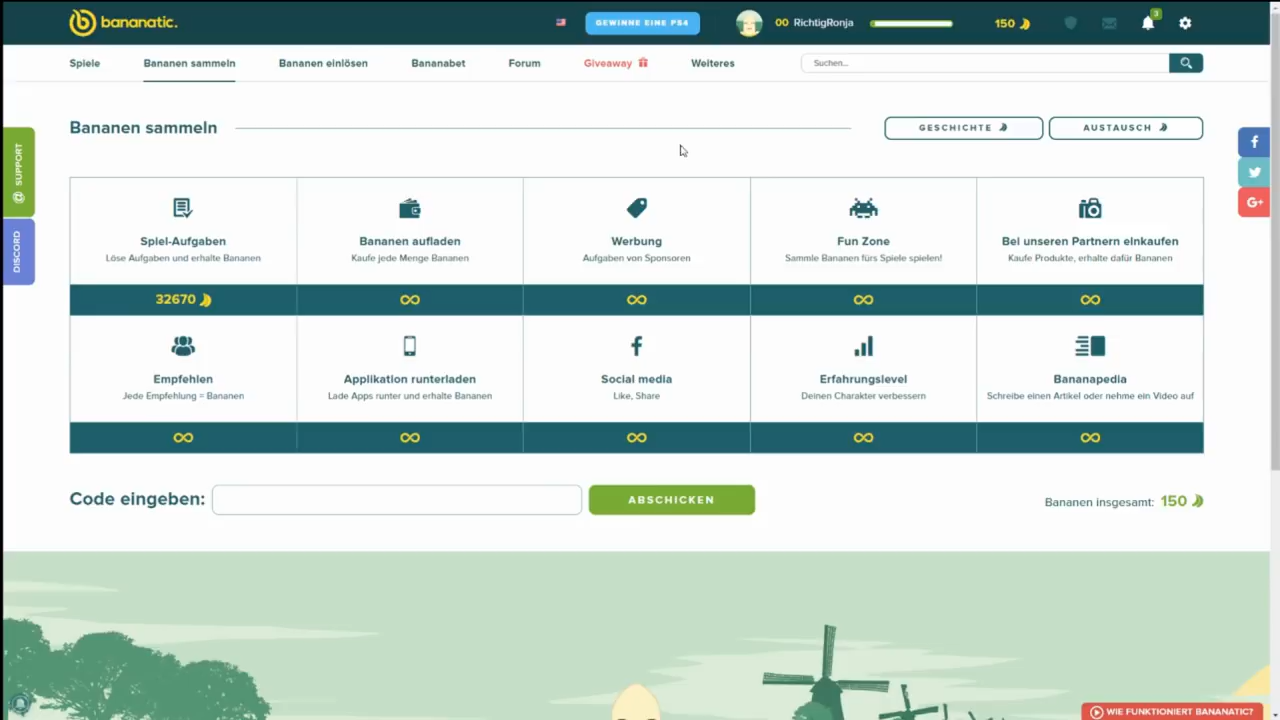 bananatic.
GEWINNE EINE PS4
00 RichtigRonja
150
3
Spiele
Bananen sammeln
Bananen einlösen
Bananabet
Forum
Giveaway
Weiteres
Suchen...
SUPPORT
DISCORD
Bananen sammeln
GESCHICHTE
AUSTAUSCH
Spiel-Aufgaben
Löse Aufgaben und erhalte Bananen
Bananen aufladen
Kaufe jede Menge Bananen
Werbung
Aufgaben von Sponsoren
Fun Zone
Sammle Bananen fürs Spiele spielen!
Bei unseren Partnern einkaufen
Kaufe Produkte, erhalte dafür Bananen
32670
∞
∞
∞
∞
Empfehlen
Jede Empfehlung = Bananen
Applikation runterladen
Lade Apps runter und erhalte Bananen
Social media
Like, Share
Erfahrungslevel
Deinen Charakter verbessern
Bananapedia
Schreibe einen Artikel oder nehme ein Video auf
∞
∞
∞
∞
∞
Code eingeben:
ABSCHICKEN
Bananen insgesamt: 150
WIE FUNKTIONIERT BANANATIC?